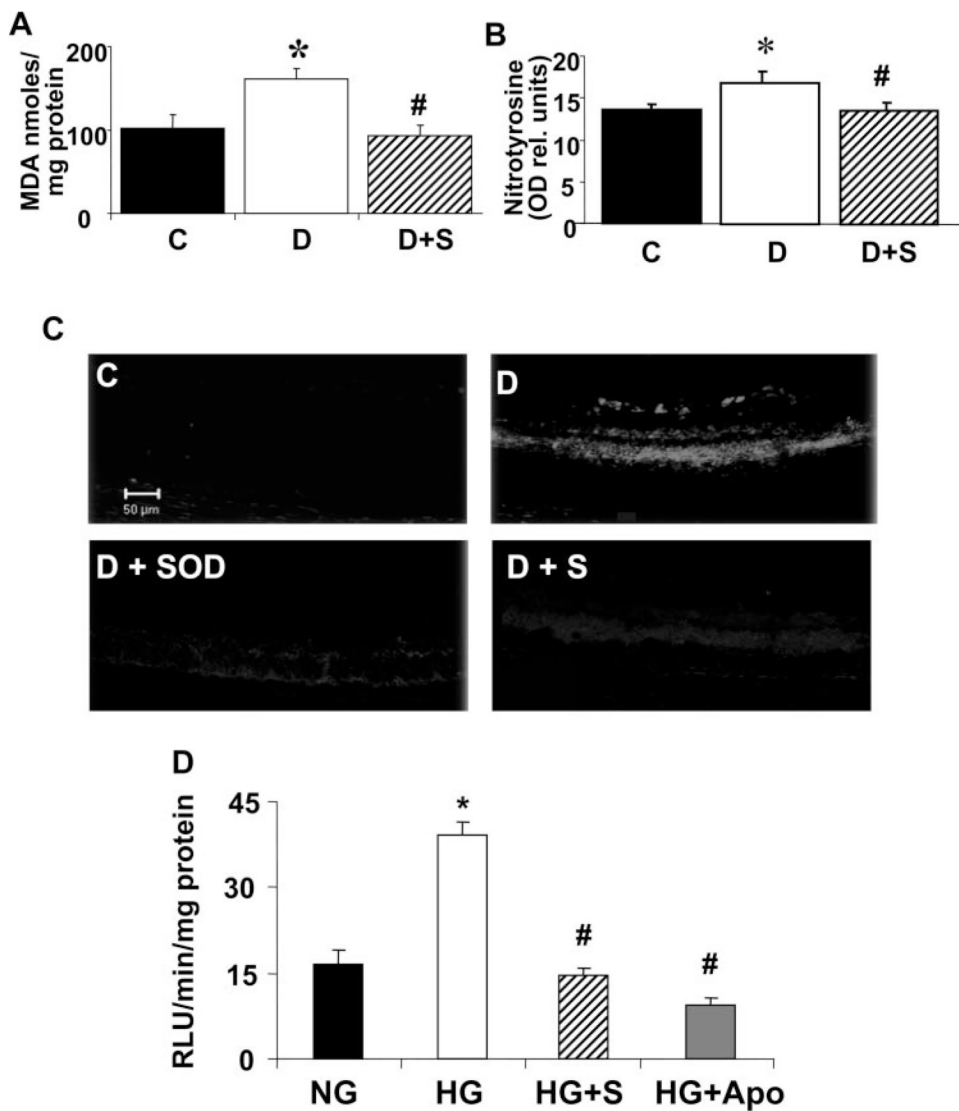 A
MDA nmoles/
mg protein
200
100
0
*
#
C
D
D+S
B
Nitrotyrosine
(OD rel. units)
20
15
10
5
0
*
#
C
D
D+S
C
C
50 µm
D
D + SOD
D + S
D
RLU/min/mg protein
45
30
15
0
*
#
#
NG
HG
HG+S
HG+Apo